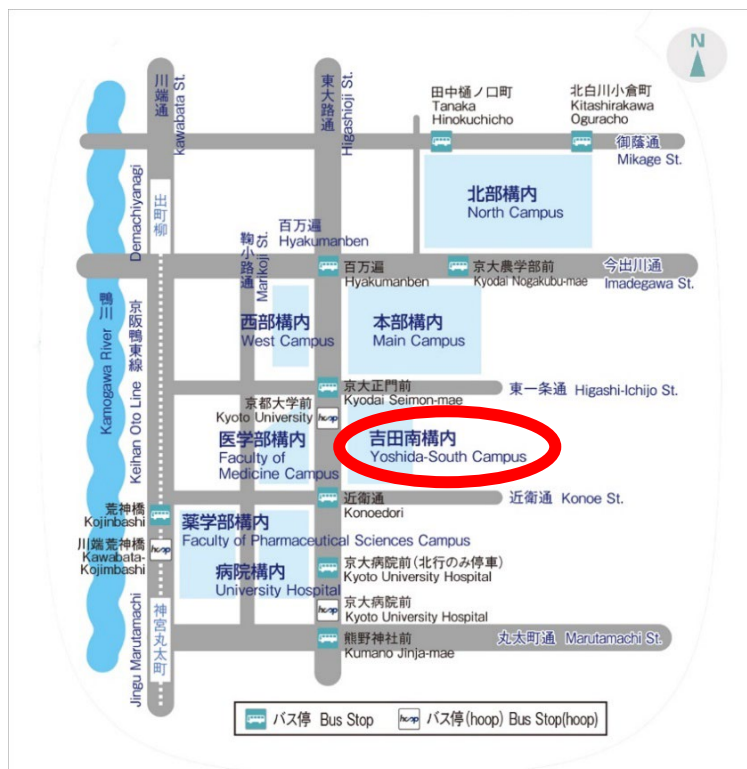 N
川端通
Kawabata St.
東大路通
Higashioji St.
田中樋ノ口町
Tanaka
Hinokuchicho
北白川小倉町
Kitashirakawa
Oguracho
御蔭通
Mikage St.
出町柳
Demachiyanagi
北部構内
North Campus
百万遍
Hyakumanben
鞠小路通
Marikoji St.
百万遍
Hyakumanben
京大農学部前
Kyodai Nogakubu-mae
今出川通
Imadegawa St.
鴨川
Kamogawa River
京阪鴨東線
Keihan Oto Line
西部構内
West Campus
本部構内
Main Campus
京大正門前
Kyodai Seimon-mae
東一条通 Higashi-Ichijo St.
京都大学前
Kyoto University
hoop
医学部構内
Faculty of
Medicine Campus
吉田南構内
Yoshida-South Campus
近衛通
Konoedori
近衛通 Konoe St.
荒神橋
Kojinbashi
川端荒神橋
Kawabata-
Kojimbashi
hoop
薬学部構内
Faculty of Pharmaceutical Sciences Campus
病院構内
University Hospital
京大病院前(北行のみ停車)
Kyoto University Hospital
hoop
京大病院前
Kyoto University Hospital
神宮丸太町
Jingu Marutamachi
熊野神社前
Kumano Jinja-mae
丸太町通 Marutamachi St.
バス停 Bus Stop
hoop バス停(hoop) Bus Stop(hoop)